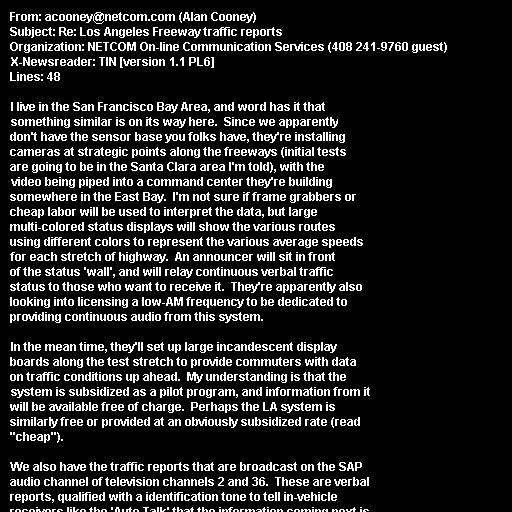 From: acooney@netcom.com (Alan Cooney)
Subject: Re: Los Angeles Freeway traffic reports
Organization: NETCOM On-line Communication Services (408 241-9760 guest)
X-Newsreader: TIN [version 1.1 PL6]
Lines: 48

I live in the San Francisco Bay Area, and word has it that
something similar is on its way here.  Since we apparently
don't have the sensor base you folks have, they're installing
cameras at strategic points along the freeways (initial tests
are going to be in the Santa Clara area I'm told), with the
video being piped into a command center they're building
somewhere in the East Bay.  I'm not sure if frame grabbers or
cheap labor will be used to interpret the data, but large
multi-colored status displays will show the various routes
using different colors to represent the various average speeds
for each stretch of highway.  An announcer will sit in front
of the status 'wall', and will relay continuous verbal traffic
status to those who want to receive it.  They're apparently also
looking into licensing a low-AM frequency to be dedicated to
providing continuous audio from this system.

In the mean time, they'll set up large incandescent display
boards along the test stretch to provide commuters with data
on traffic conditions up ahead.  My understanding is that the
system is subsidized as a pilot program, and information from it
will be available free of charge.  Perhaps the LA system is
similarly free or provided at an obviously subsidized rate (read
"cheap").

We also have the traffic reports that are broadcast on the SAP
audio channel of television channels 2 and 36.  These are verbal
reports, qualified with a identification tone to tell in-vehicle
receivers like the 'Auto Talk' that the information coming next is